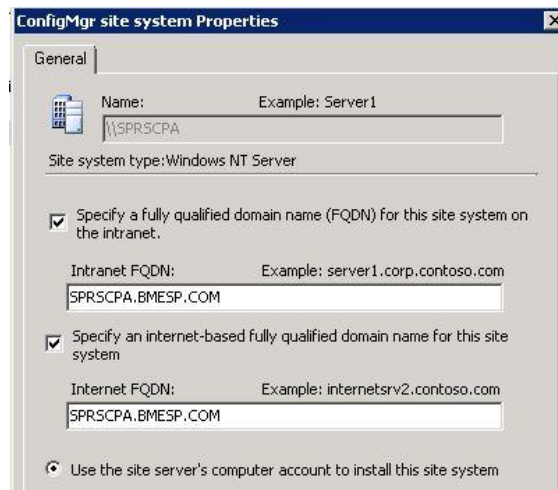 ConfigMgr site system Properties
General
Name: Example: Server1
\\SPRSCPA
Site system type:Windows NT Server
Specify a fully qualified domain name (FQDN) for this site system on
the intranet.
Intranet FQDN: Example: server1.corp.contoso.com
SPRSCPA.BMESP.COM
Specify an internet-based fully qualified domain name for this site
system
Internet FQDN: Example: internetsrv2.contoso.com
SPRSCPA.BMESP.COM
Use the site server's computer account to install this site system